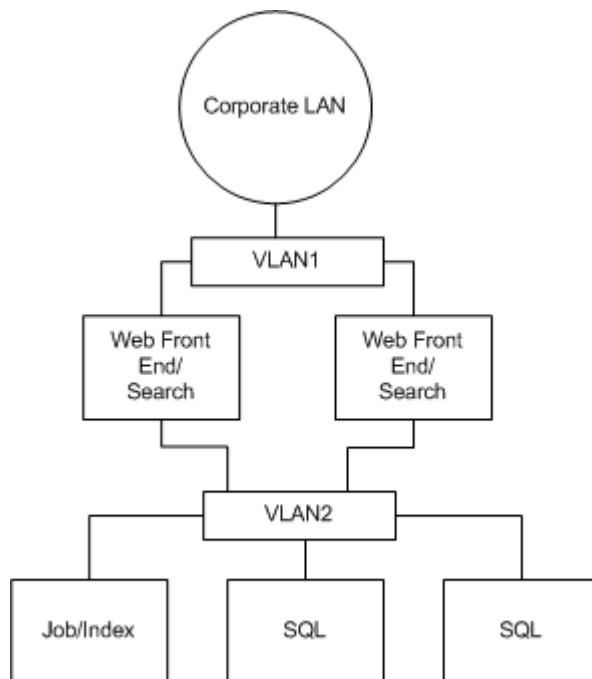 Corporate LAN
VLAN1
Web Front
End/
Search
Web Front
End/
Search
VLAN2
Job/Index
SQL
SQL